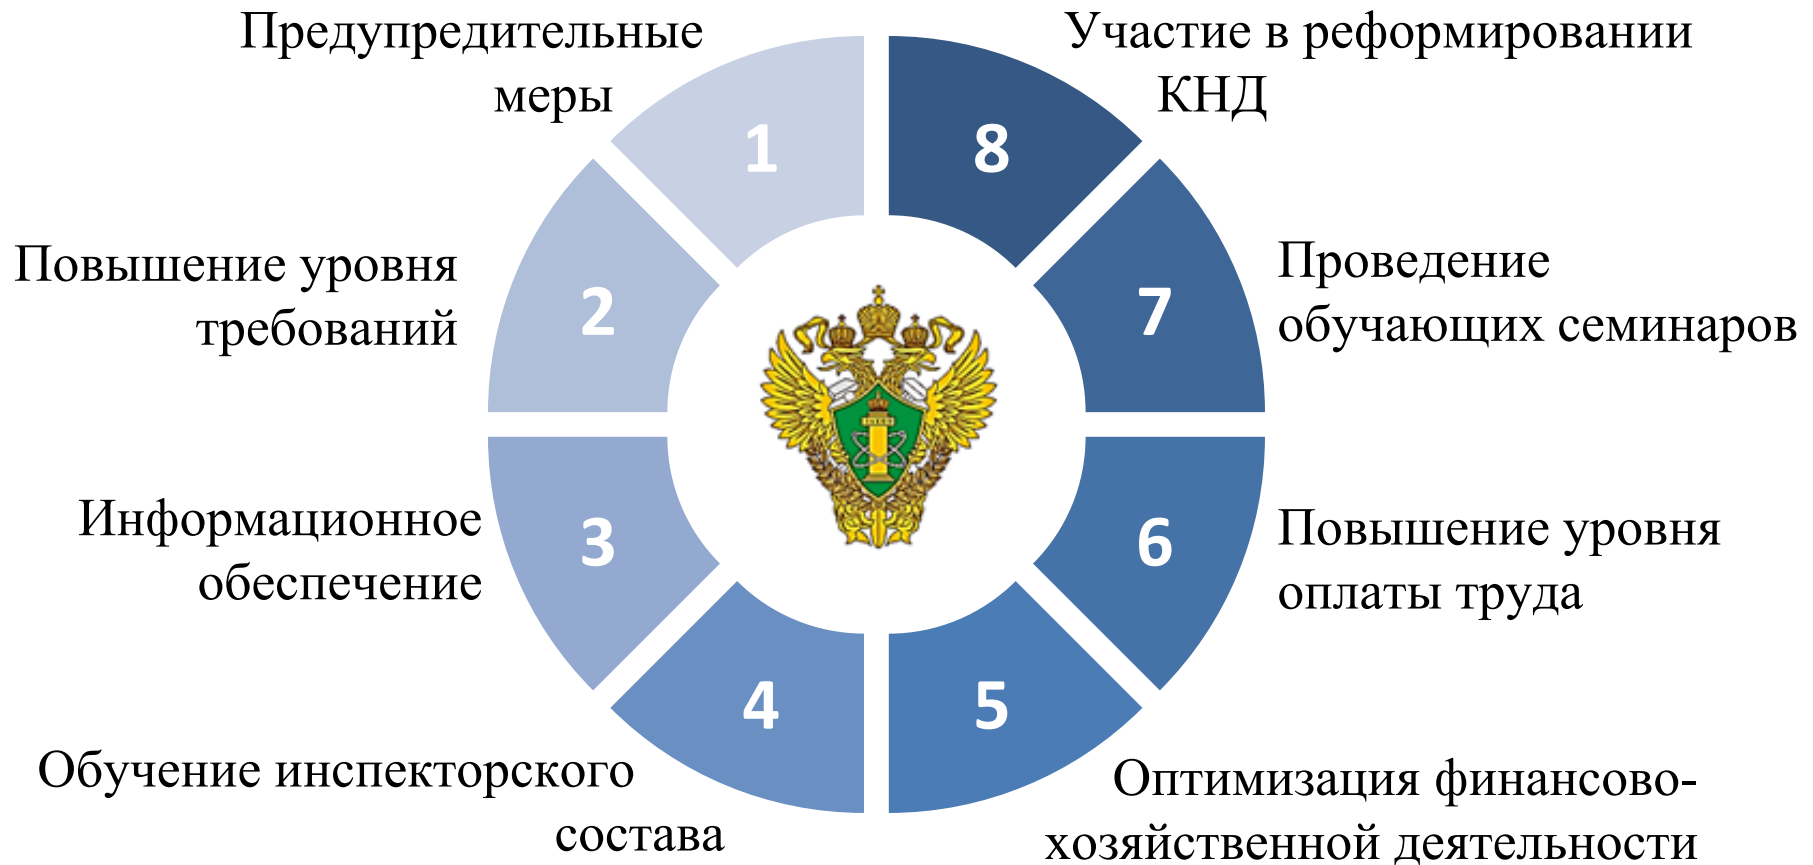 Предупредительные
меры
1
Повышение уровня
требований
2
Информационное
обеспечение
3
Обучение инспекторского
состава
4
5
Оптимизация финансово-
хозяйственной деятельности
6
Повышение уровня
оплаты труда
7
Проведение
обучающих семинаров
8
Участие в реформировании
КНД